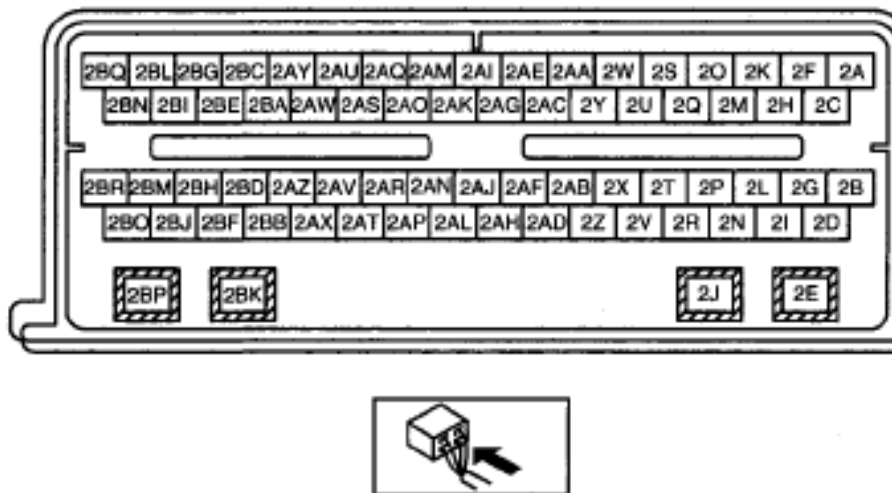 2BQ 2BL 2BG 2BC 2AY 2AU 2AQ 2AM 2AI 2AE 2AA 2W 2S 2O 2K 2F 2A
2BN 2BI 2BE 2BA 2AW 2AS 2AO 2AK 2AG 2AC 2Y 2U 2Q 2M 2H 2C
2BR 2BM 2BH 2BD 2AZ 2AV 2AR 2AN 2AJ 2AF 2AB 2X 2T 2P 2L 2G 2B
2BO 2BJ 2BF 2BB 2AX 2AT 2AP 2AL 2AH 2AD 2Z 2V 2R 2N 2I 2D
2BP 2BK 2J 2E